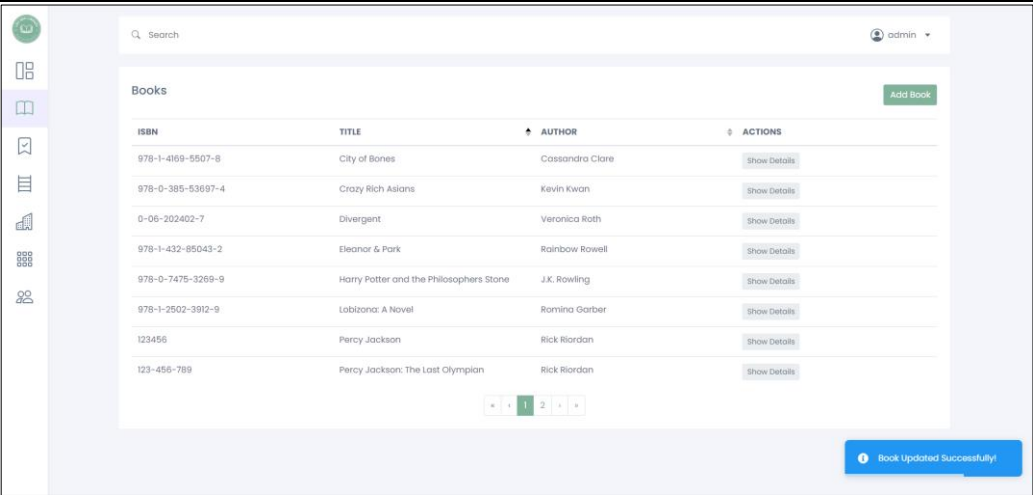 Search
admin
Books
Add Book
ISBN TITLE AUTHOR ACTIONS
978-1-4169-5507-8 City of Bones Cassandra Clare Show Details
978-0-385-53697-4 Crazy Rich Asians Kevin Kwan Show Details
0-06-202402-7 Divergent Veronica Roth Show Details
978-1-432-85043-2 Eleanor & Park Rainbow Rowell Show Details
978-0-7475-3269-9 Harry Potter and the Philosophers Stone J.K. Rowling Show Details
978-1-2502-3912-9 Lobizona: A Novel Romina Garber Show Details
123456 Percy Jackson Rick Riordan Show Details
123-456-789 Percy Jackson: The Last Olympian Rick Riordan Show Details
« ‹ 1 2 › »
Book Updated Successfully!